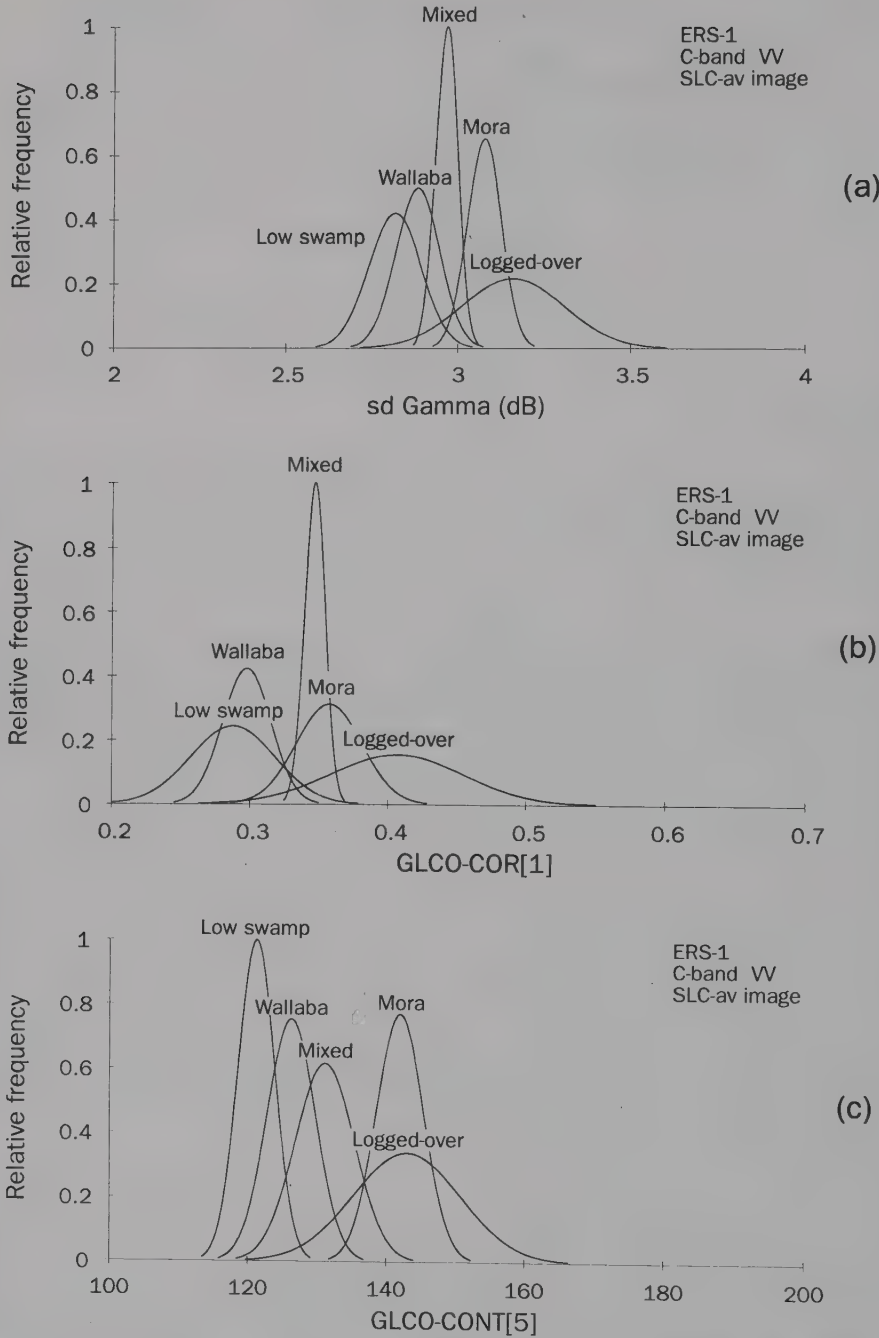 Mixed
ERS-1
C-band VV
SLC-av image
1
0.8
0.6
0.4
0.2
0
Relative frequency
Mora
Wallaba
Low swamp
Logged-over
(a)
2
2.5
3
3.5
4
sd Gamma (dB)
Mixed
ERS-1
C-band VV
SLC-av image
1
0.8
0.6
0.4
0.2
0
Relative frequency
Wallaba
Mora
Low swamp
Logged-over
(b)
0.2
0.3
0.4
0.5
0.6
0.7
GLCO-COR[1]
Low swamp
ERS-1
C-band VV
SLC-av image
1
0.8
0.6
0.4
0.2
0
Relative frequency
Wallaba
Mora
Mixed
Logged-over
(c)
100
120
140
160
180
200
GLCO-CONT[5]